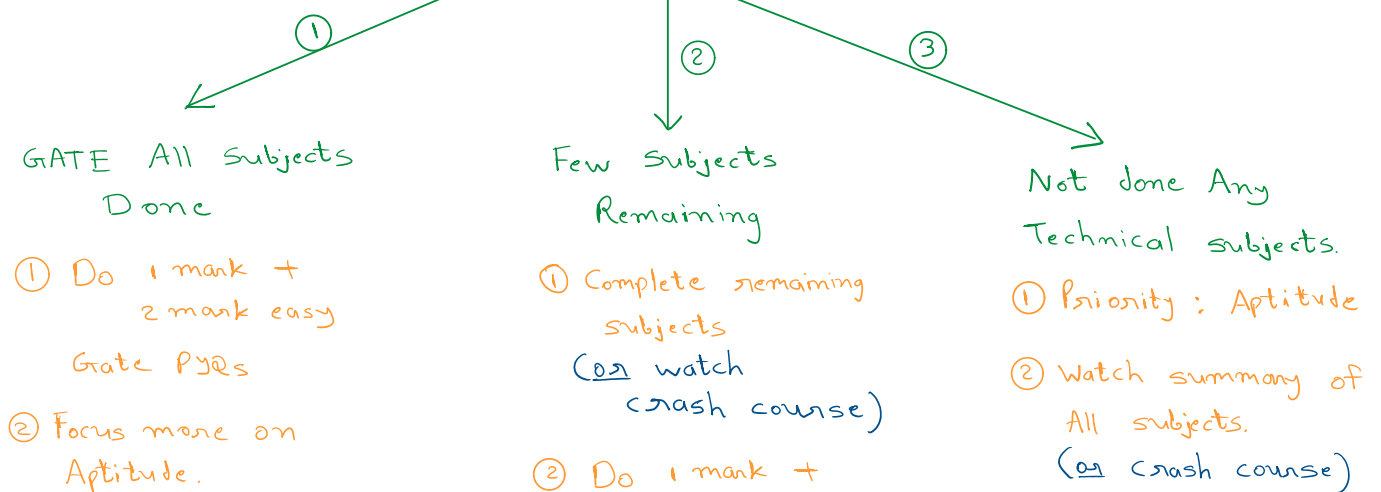 ①
GATE All subjects
Done
① Do 1 mark +
2 mark easy
Gate PYQs
② Focus more on
Aptitude.
②
Few subjects
Remaining
① Complete remaining
subjects
(or watch
crash course)
② Do 1 mark +
③
Not done Any
Technical subjects.
① Priority : Aptitude
② Watch summary of
All subjects.
(or crash course)